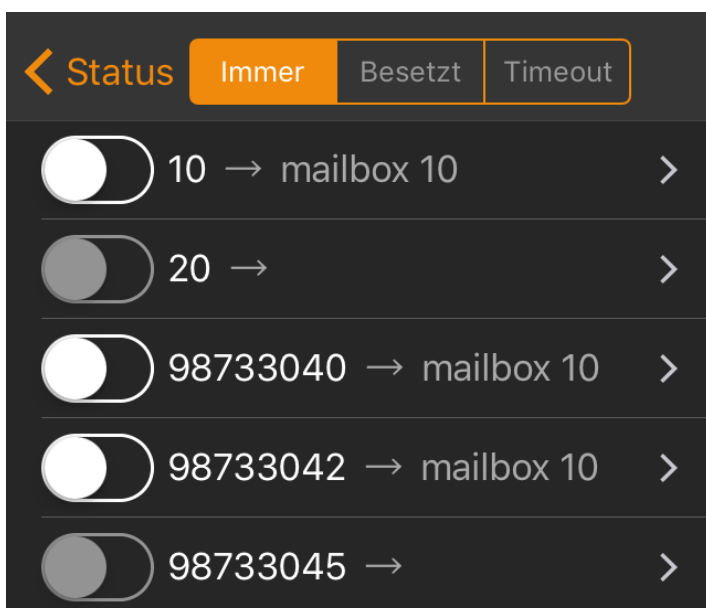 Status Immer Besetzt Timeout
10 → mailbox 10
20 →
98733040 → mailbox 10
98733042 → mailbox 10
98733045 →